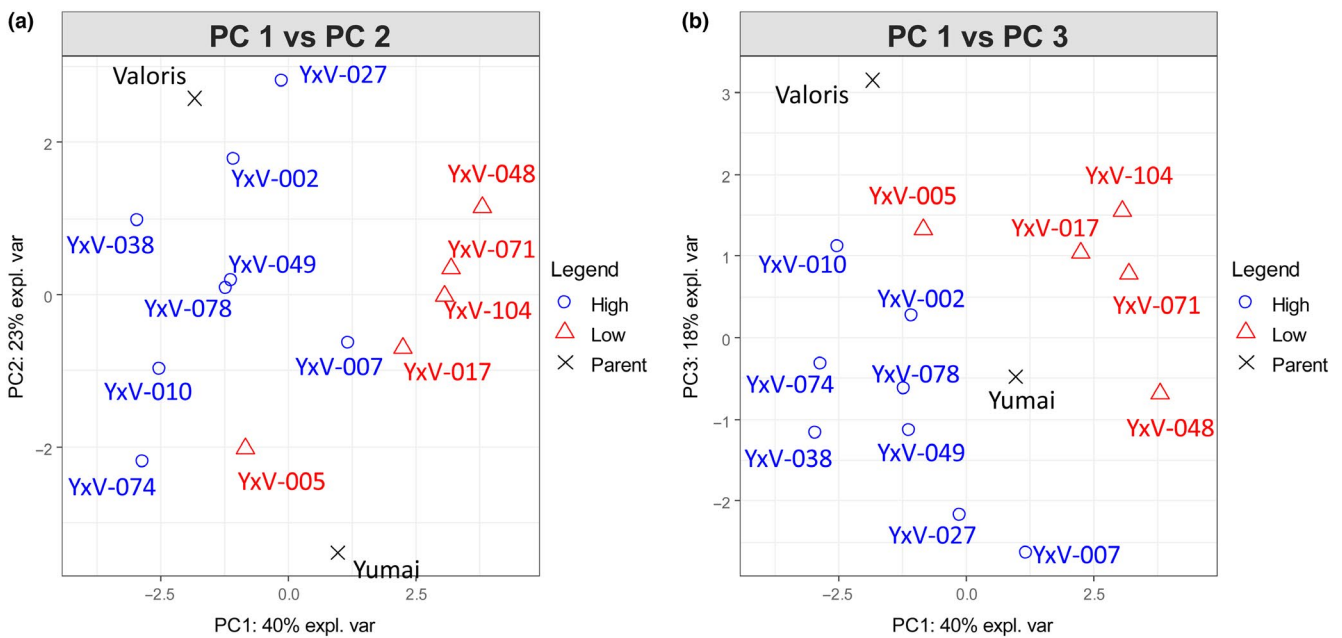 (a)
PC 1 vs PC 2
Valoris
YxV-027
YxV-002
YxV-048
YxV-038
YxV-049
YxV-071
YxV-078
YxV-104
YxV-007
YxV-017
YxV-010
YxV-074
YxV-005
Yumai
2
0
−2
PC2: 23% expl. var
−2.5
0.0
2.5
PC1: 40% expl. var
Legend
High
Low
Parent
(b)
PC 1 vs PC 3
Valoris
YxV-104
YxV-005
YxV-017
YxV-010
YxV-002
YxV-071
YxV-074
YxV-078
Yumai
YxV-048
YxV-038
YxV-049
YxV-027
YxV-007
3
2
1
0
−1
−2
PC3: 18% expl. var
−2.5
0.0
2.5
PC1: 40% expl. var
Legend
High
Low
Parent